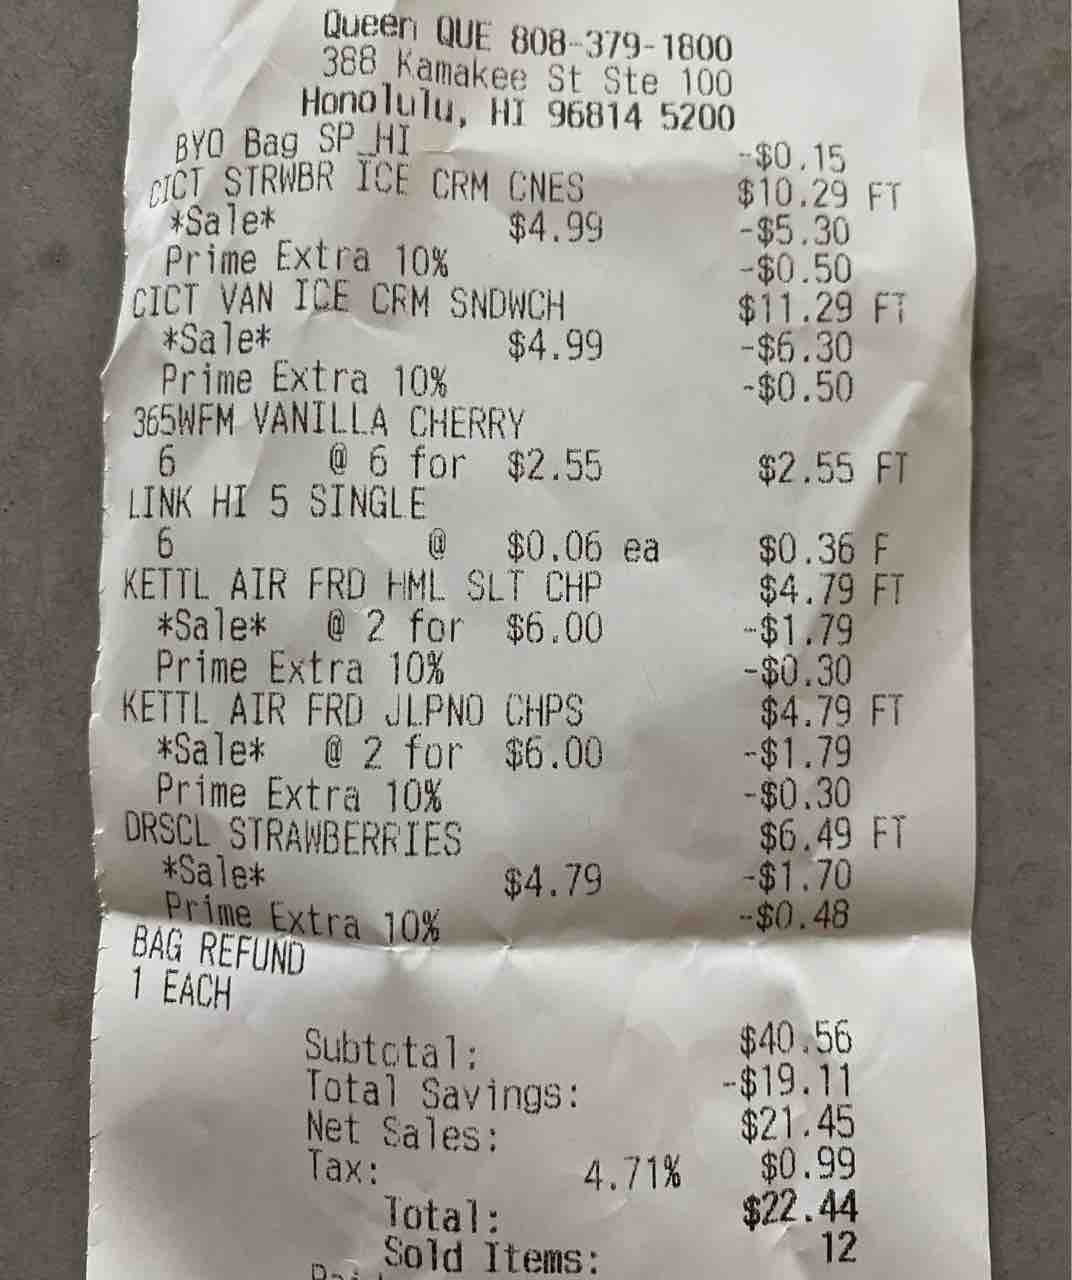 Queen QUE 808-379-1800
388 Kamakee St Ste 100
Honolulu, HI 96814 5200
BYO Bag SP_HI -$0.15
CICT STRWBR ICE CRM CNES $10.29 FT
*Sale* $4.99 -$5.30
Prime Extra 10% -$0.50
CICT VAN ICE CRM SNDWCH $11.29 FT
*Sale* $4.99 -$6.30
Prime Extra 10% -$0.50
365WFM VANILLA CHERRY
6 @ 6 for $2.55 $2.55 FT
LINK HI 5 SINGLE
6 @ $0.06 ea $0.36 F
KETTL AIR FRD HML SLT CHP $4.79 FT
*Sale* @ 2 for $6.00 -$1.79
Prime Extra 10% -$0.30
KETTL AIR FRD JLPNO CHPS $4.79 FT
*Sale* @ 2 for $6.00 -$1.79
Prime Extra 10% -$0.30
DRSCL STRAWBERRIES $6.49 FT
*Sale* $4.79 -$1.70
Prime Extra 10% -$0.48
BAG REFUND
1 EACH
Subtotal: $40.56
Total Savings: -$19.11
Net Sales: $21.45
Tax: 4.71% $0.99
Total: $22.44
Sold Items: 12